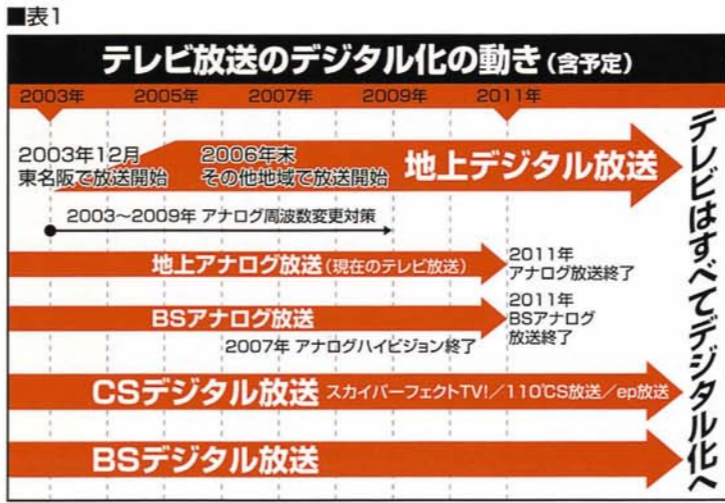 ■表1
テレビ放送のデジタル化の動き(含予定)
2003年 2005年 2007年 2009年 2011年
2003年12月
東名阪で放送開始
2006年末
その他地域で放送開始
地上デジタル放送
2003〜2009年 アナログ周波数変更対策
地上アナログ放送(現在のテレビ放送)
2011年
アナログ放送終了
BSアナログ放送
2011年
BSアナログ
放送終了
2007年 アナログハイビジョン終了
CSデジタル放送 スカイパーフェクトTV!/110℃S放送/ep放送
BSデジタル放送
テレビはすべてデジタル化へ